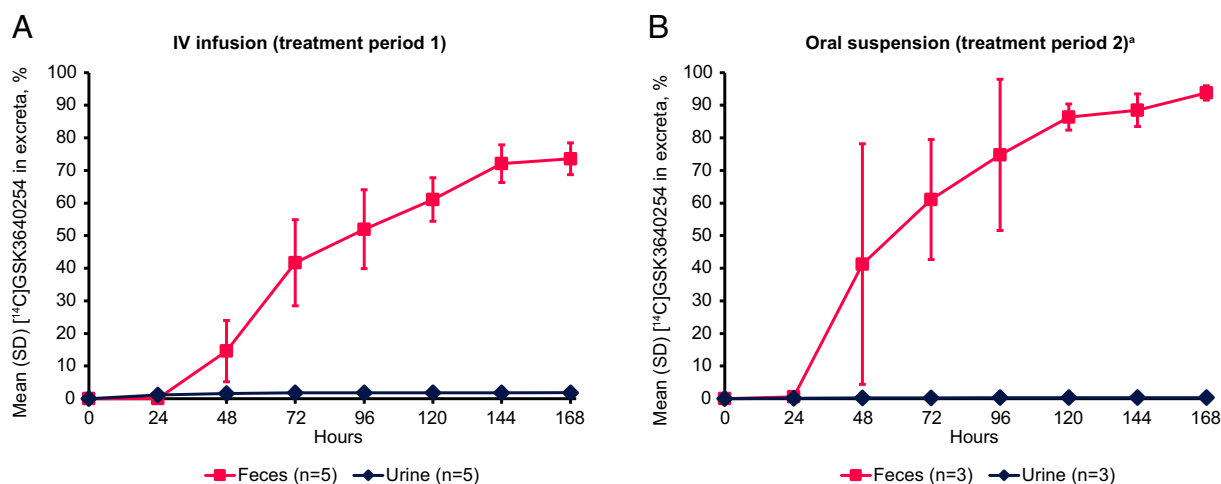 A
IV infusion (treatment period 1)
Mean (SD) [¹⁴C]GSK3640254 in excreta, %
100
90
80
70
60
50
40
30
20
10
0
0 24 48 72 96 120 144 168
Hours
Feces (n=5) Urine (n=5)
B
Oral suspension (treatment period 2)ᵃ
Mean (SD) [¹⁴C]GSK3640254 in excreta, %
100
90
80
70
60
50
40
30
20
10
0
0 24 48 72 96 120 144 168
Hours
Feces (n=3) Urine (n=3)